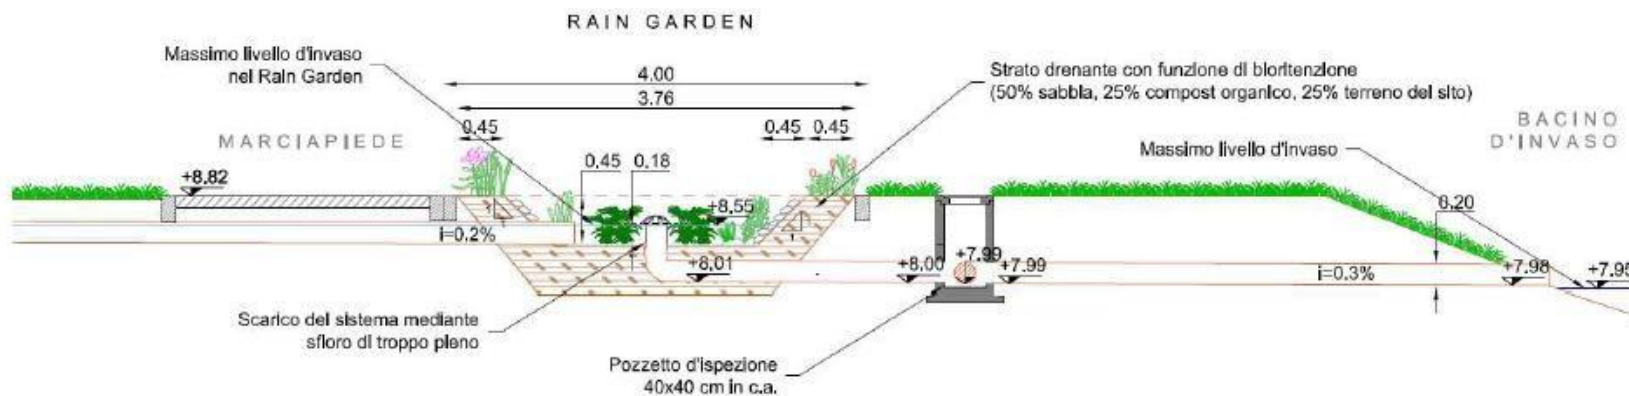 RAIN GARDEN
Massimo livello d'invaso
nel Rain Garden
4.00
3.76
Strato drenante con funzione di bioritenzione
(50% sabbia, 25% compost organico, 25% terreno del sito)
BACINO
D'INVASO
MARCIAPIEDE
0.45
0.45
0.45
Massimo livello d'invaso
0.45
0.18
+8.82
+8.55
0.20
i=0.2%
+8.01
+8.00
+7.99
+7.99
i=0.3%
+7.98
+7.95
Scarico del sistema mediante
sfioro di troppo pieno
Pozzetto d'ispezione
40x40 cm in c.a.